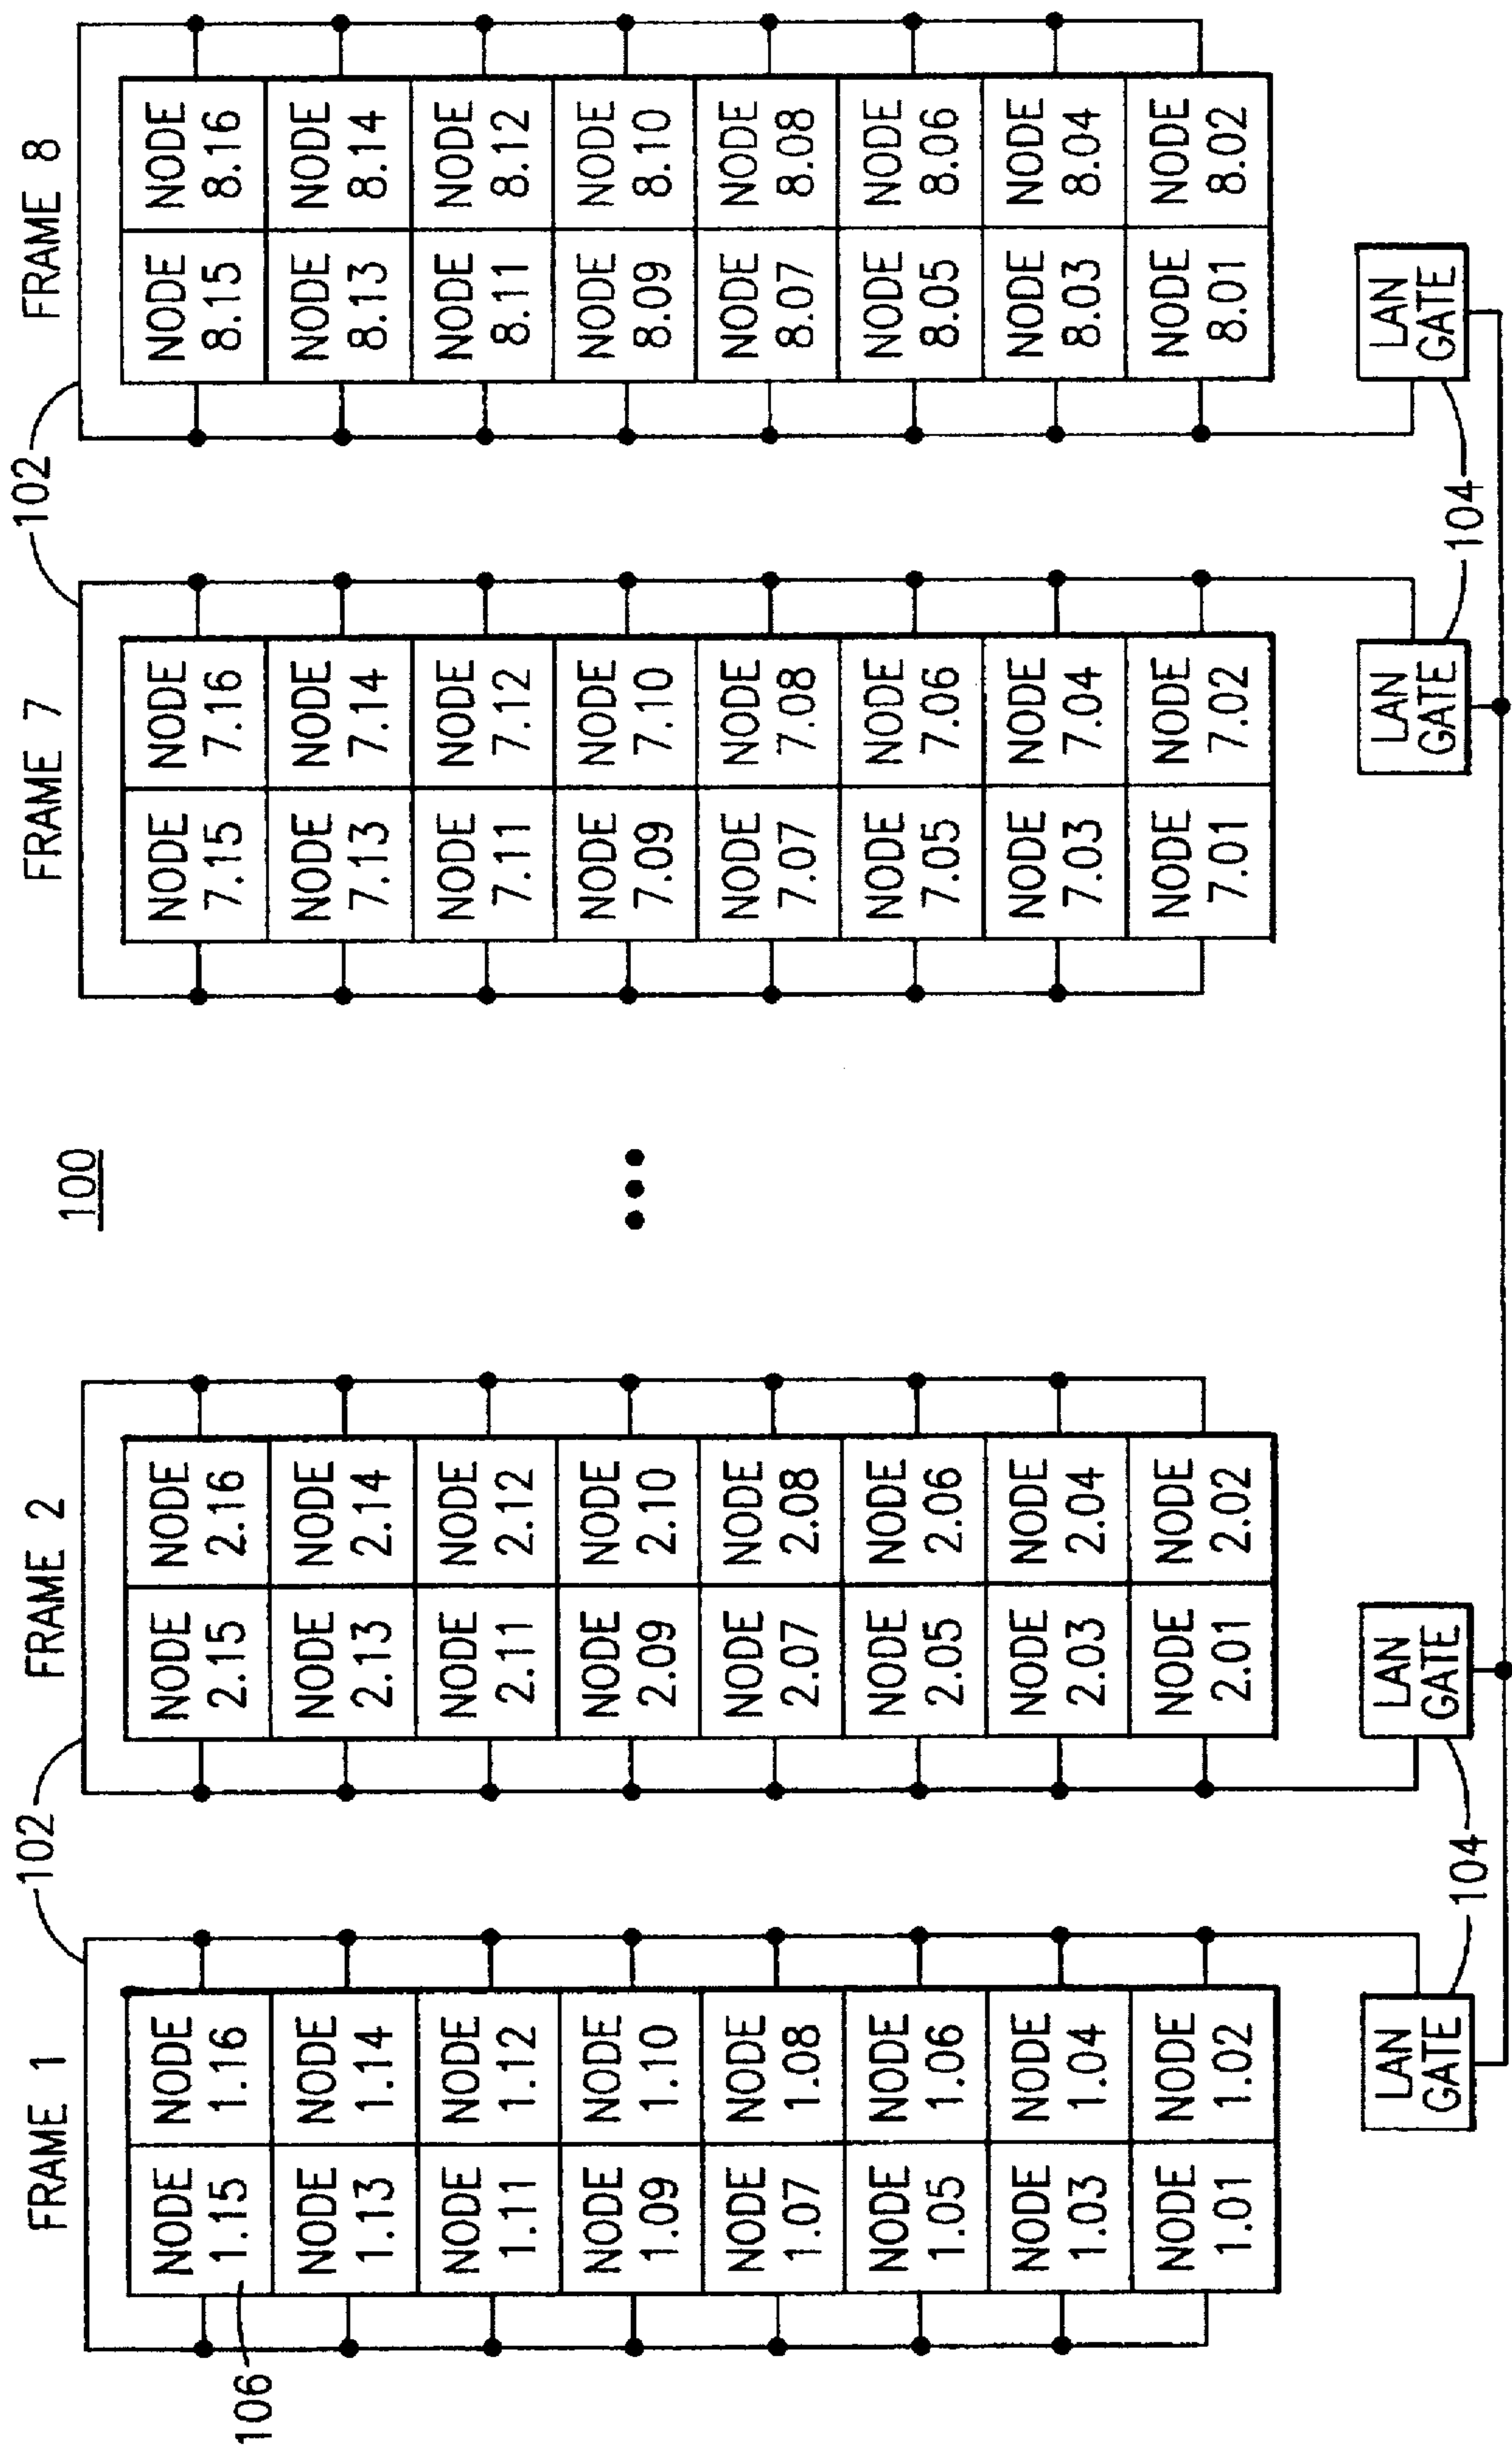 100
102
102
FRAME 1
FRAME 2
FRAME 7
FRAME 8
NODE 1.15
NODE 1.16
NODE 1.13
NODE 1.14
NODE 1.11
NODE 1.12
NODE 1.09
NODE 1.10
NODE 1.07
NODE 1.08
NODE 1.05
NODE 1.06
NODE 1.03
NODE 1.04
NODE 1.01
NODE 1.02
106
NODE 2.15
NODE 2.16
NODE 2.13
NODE 2.14
NODE 2.11
NODE 2.12
NODE 2.09
NODE 2.10
NODE 2.07
NODE 2.08
NODE 2.05
NODE 2.06
NODE 2.03
NODE 2.04
NODE 2.01
NODE 2.02
NODE 7.15
NODE 7.16
NODE 7.13
NODE 7.14
NODE 7.11
NODE 7.12
NODE 7.09
NODE 7.10
NODE 7.07
NODE 7.08
NODE 7.05
NODE 7.06
NODE 7.03
NODE 7.04
NODE 7.01
NODE 7.02
NODE 8.15
NODE 8.16
NODE 8.13
NODE 8.14
NODE 8.11
NODE 8.12
NODE 8.09
NODE 8.10
NODE 8.07
NODE 8.08
NODE 8.05
NODE 8.06
NODE 8.03
NODE 8.04
NODE 8.01
NODE 8.02
LAN
GATE
LAN
GATE
LAN
GATE
LAN
GATE
104
104